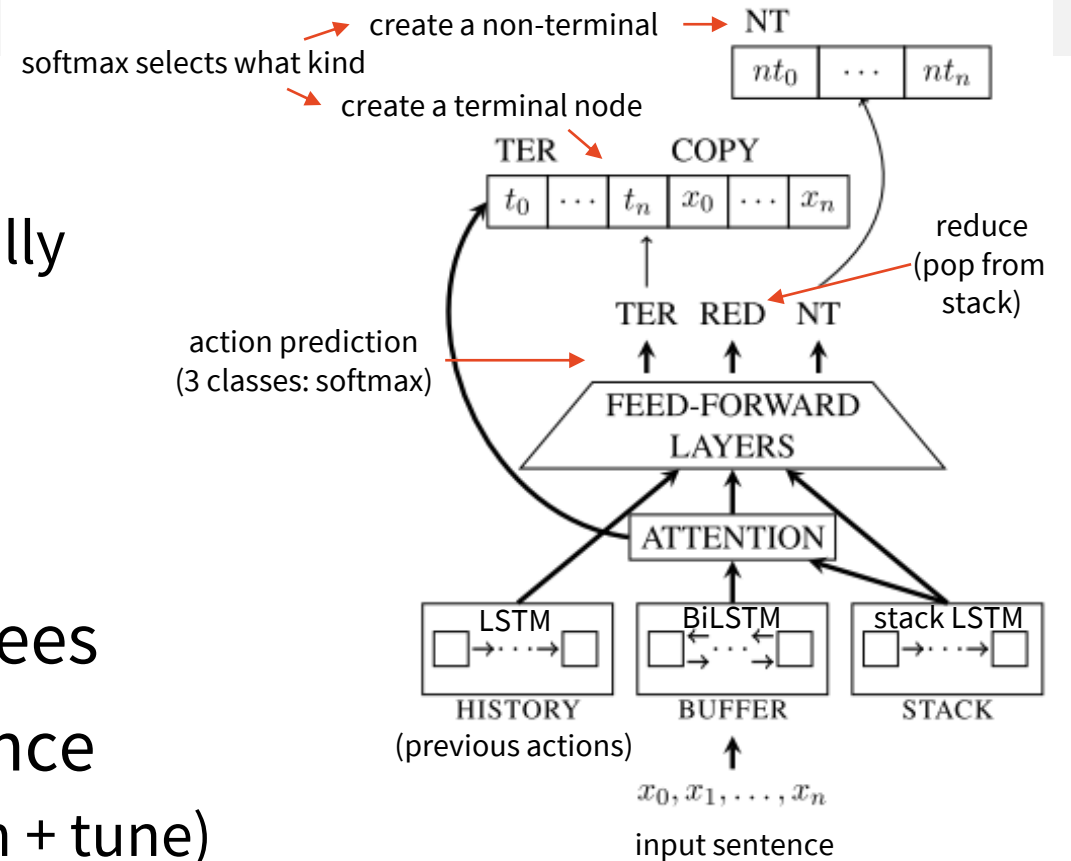 create a non-terminal
NT
softmax selects what kind
nt₀ ··· ntₙ
create a terminal node
TER COPY
t₀ ··· tₙ x₀ ··· xₙ
lly
reduce
(pop from
stack)
TER RED NT
action prediction
(3 classes: softmax)
FEED-FORWARD
LAYERS
ATTENTION
LSTM
BiLSTM
stack LSTM
ees
HISTORY
BUFFER
STACK
(previous actions)
nce
x₀, x₁, . . . , xₙ
n + tune)
input sentence